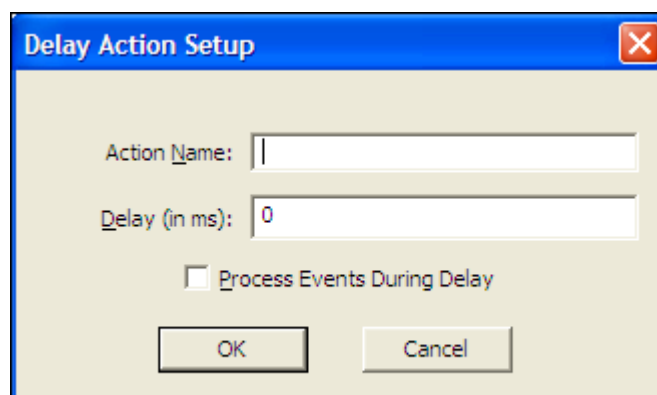 Delay Action Setup
Action Name:
Delay (in ms): 0
Process Events During Delay
OK Cancel